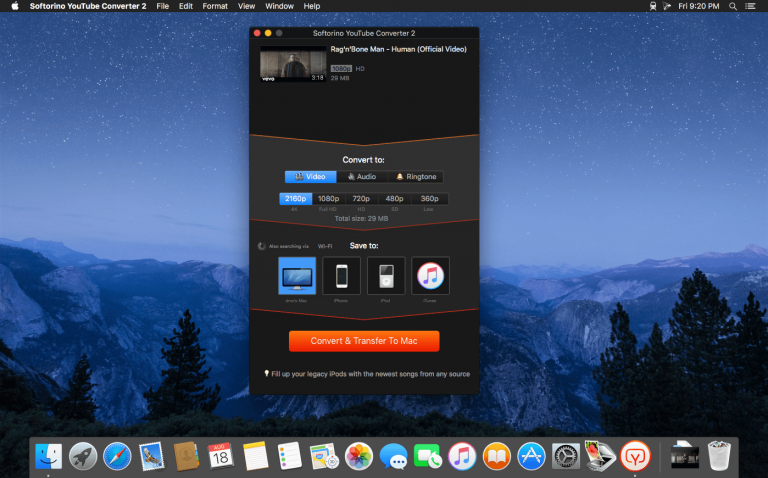 Softorino YouTube Converter 2 File Edit Format View Window Help Fri 9:20 PM
Softorino YouTube Converter 2
Rag'n'Bone Man - Human (Official Video)
1080p HD
29 MB
vevo 3:18
Convert to:
Video Audio Ringtone
2160p 1080p 720p 480p 360p
4K Full HD HD SD Low
Total size: 29 MB
Also searching via Wi-Fi Save to:
iPhone iPod iTunes
Convert & Transfer To Mac
Fill up your legacy iPods with the newest songs from any source
AUG
18